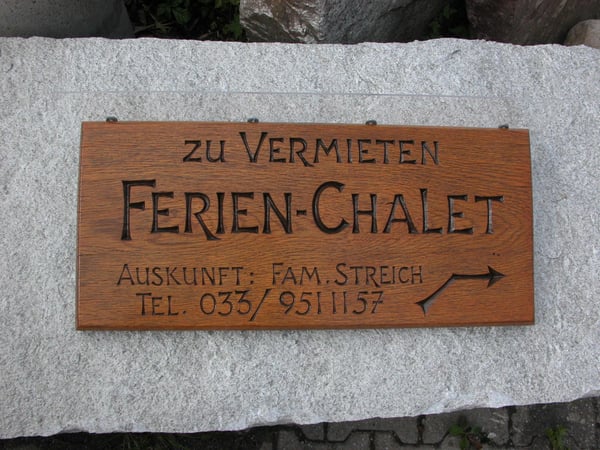 ZU VERMIETEN
FERIEN-CHALET
AUSKUNFT: FAM. STREICH
TEL. 033/951 11 57